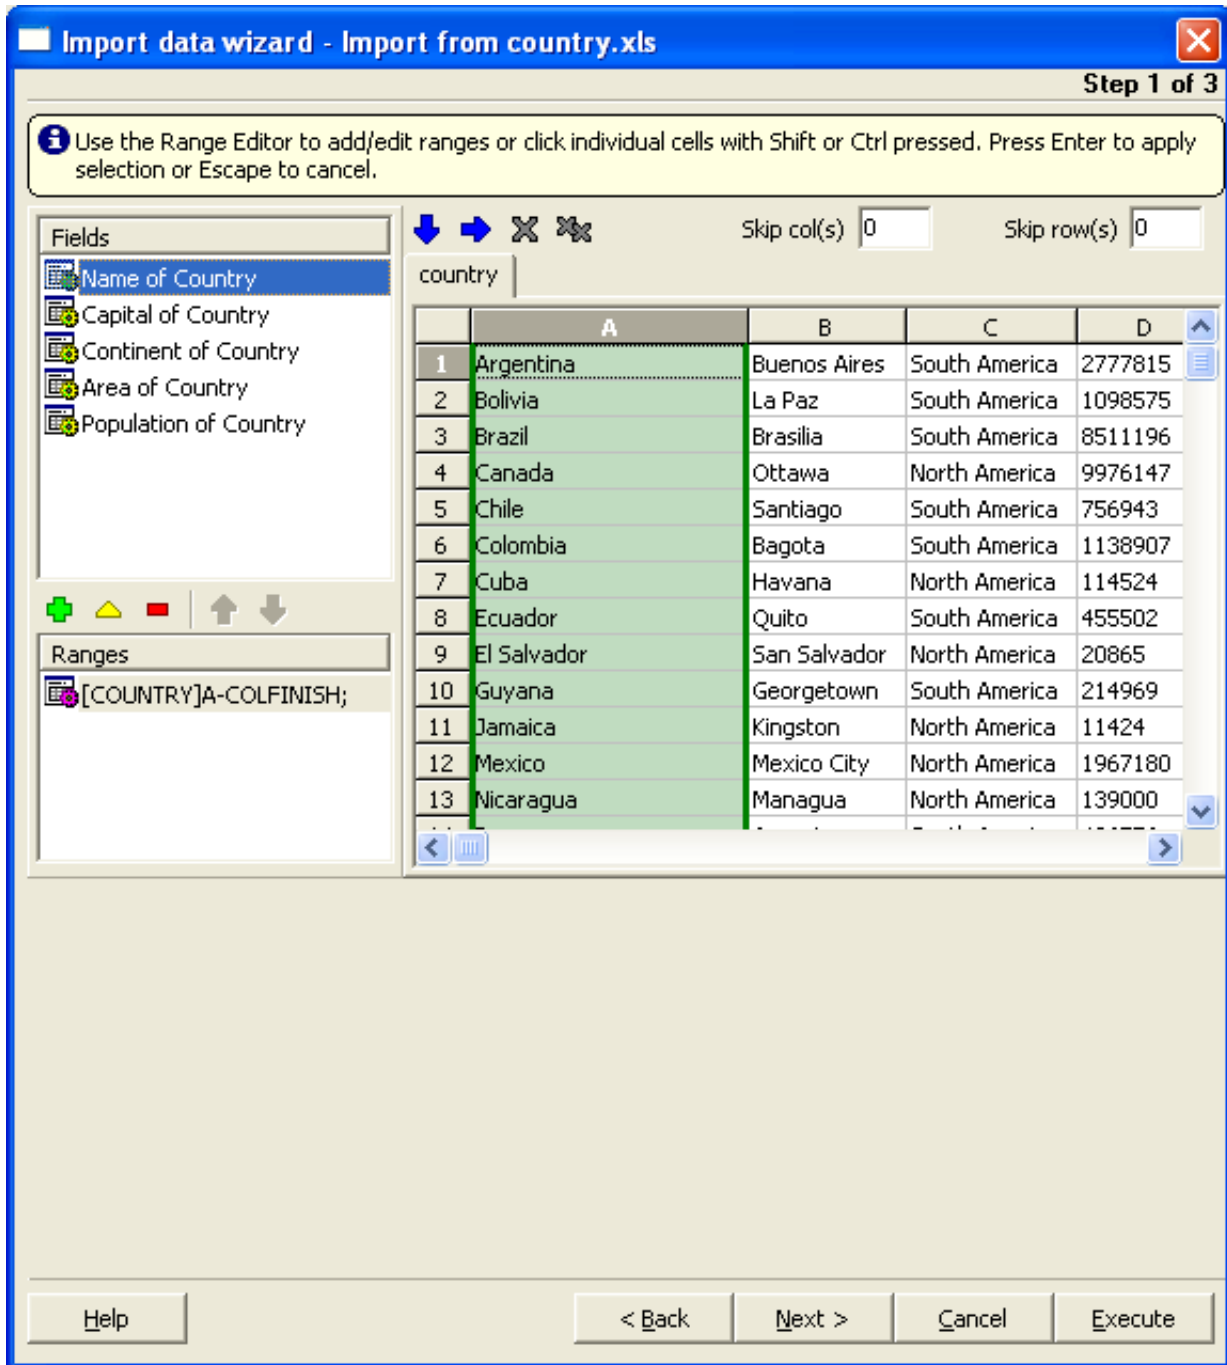 Import data wizard - Import from country.xls
Step 1 of 3
Use the Range Editor to add/edit ranges or click individual cells with Shift or Ctrl pressed. Press Enter to apply
selection or Escape to cancel.
Fields
Name of Country
Capital of Country
Continent of Country
Area of Country
Population of Country
Ranges
[COUNTRY]A-COLFINISH;
Skip col(s) 0 Skip row(s) 0
country
A B C D
1 Argentina Buenos Aires South America 2777815
2 Bolivia La Paz South America 1098575
3 Brazil Brasilia South America 8511196
4 Canada Ottawa North America 9976147
5 Chile Santiago South America 756943
6 Colombia Bagota South America 1138907
7 Cuba Havana North America 114524
8 Ecuador Quito South America 455502
9 El Salvador San Salvador North America 20865
10 Guyana Georgetown South America 214969
11 Jamaica Kingston North America 11424
12 Mexico Mexico City North America 1967180
13 Nicaragua Managua North America 139000
Help < Back Next > Cancel Execute